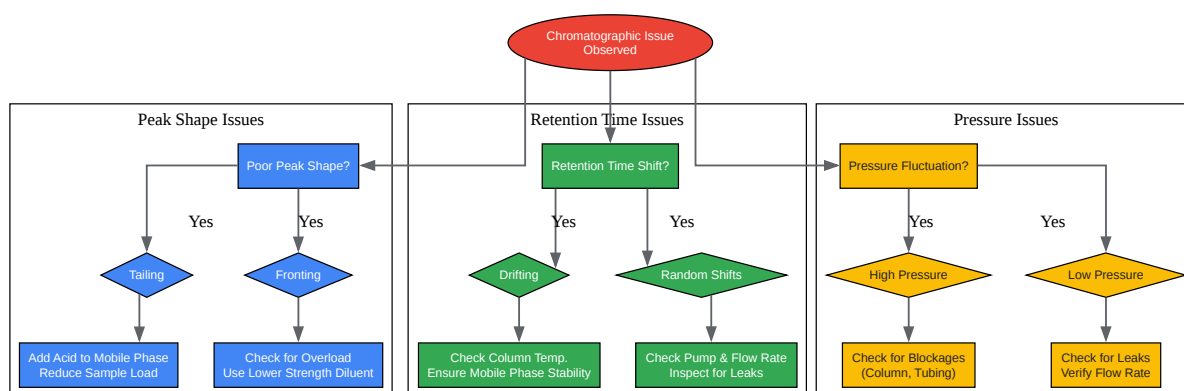 Chromatographic Issue
Observed
Peak Shape Issues
Retention Time Issues
Pressure Issues
Poor Peak Shape?
Retention Time Shift?
Pressure Fluctuation?
Yes
Yes
Yes
Yes
Yes
Yes
Tailing
Fronting
Drifting
Random Shifts
High Pressure
Low Pressure
Add Acid to Mobile Phase
Reduce Sample Load
Check for Overload
Use Lower Strength Diluent
Check Column Temp.
Ensure Mobile Phase Stability
Check Pump & Flow Rate
Inspect for Leaks
Check for Blockages
(Column, Tubing)
Check for Leaks
Verify Flow Rate